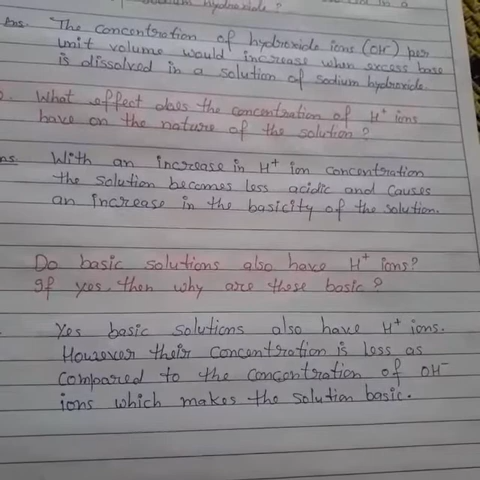 hydroxide?
Ans. The concentration of hydroxide ions (OH⁻) per
unit volume would increase when excess base
is dissolved in a solution of sodium hydroxide.
What effect does the concentration of H⁺ ions
have on the nature of the solution?
ns. With an increase in H⁺ ion concentration
the solution becomes less acidic and causes
an increase in the basicity of the solution.
Do basic solutions also have H⁺ ions?
If yes, then why are these basic?
Yes basic solutions also have H⁺ ions.
However their concentration is less as
compared to the concentration of OH⁻
ions which makes the solution basic.